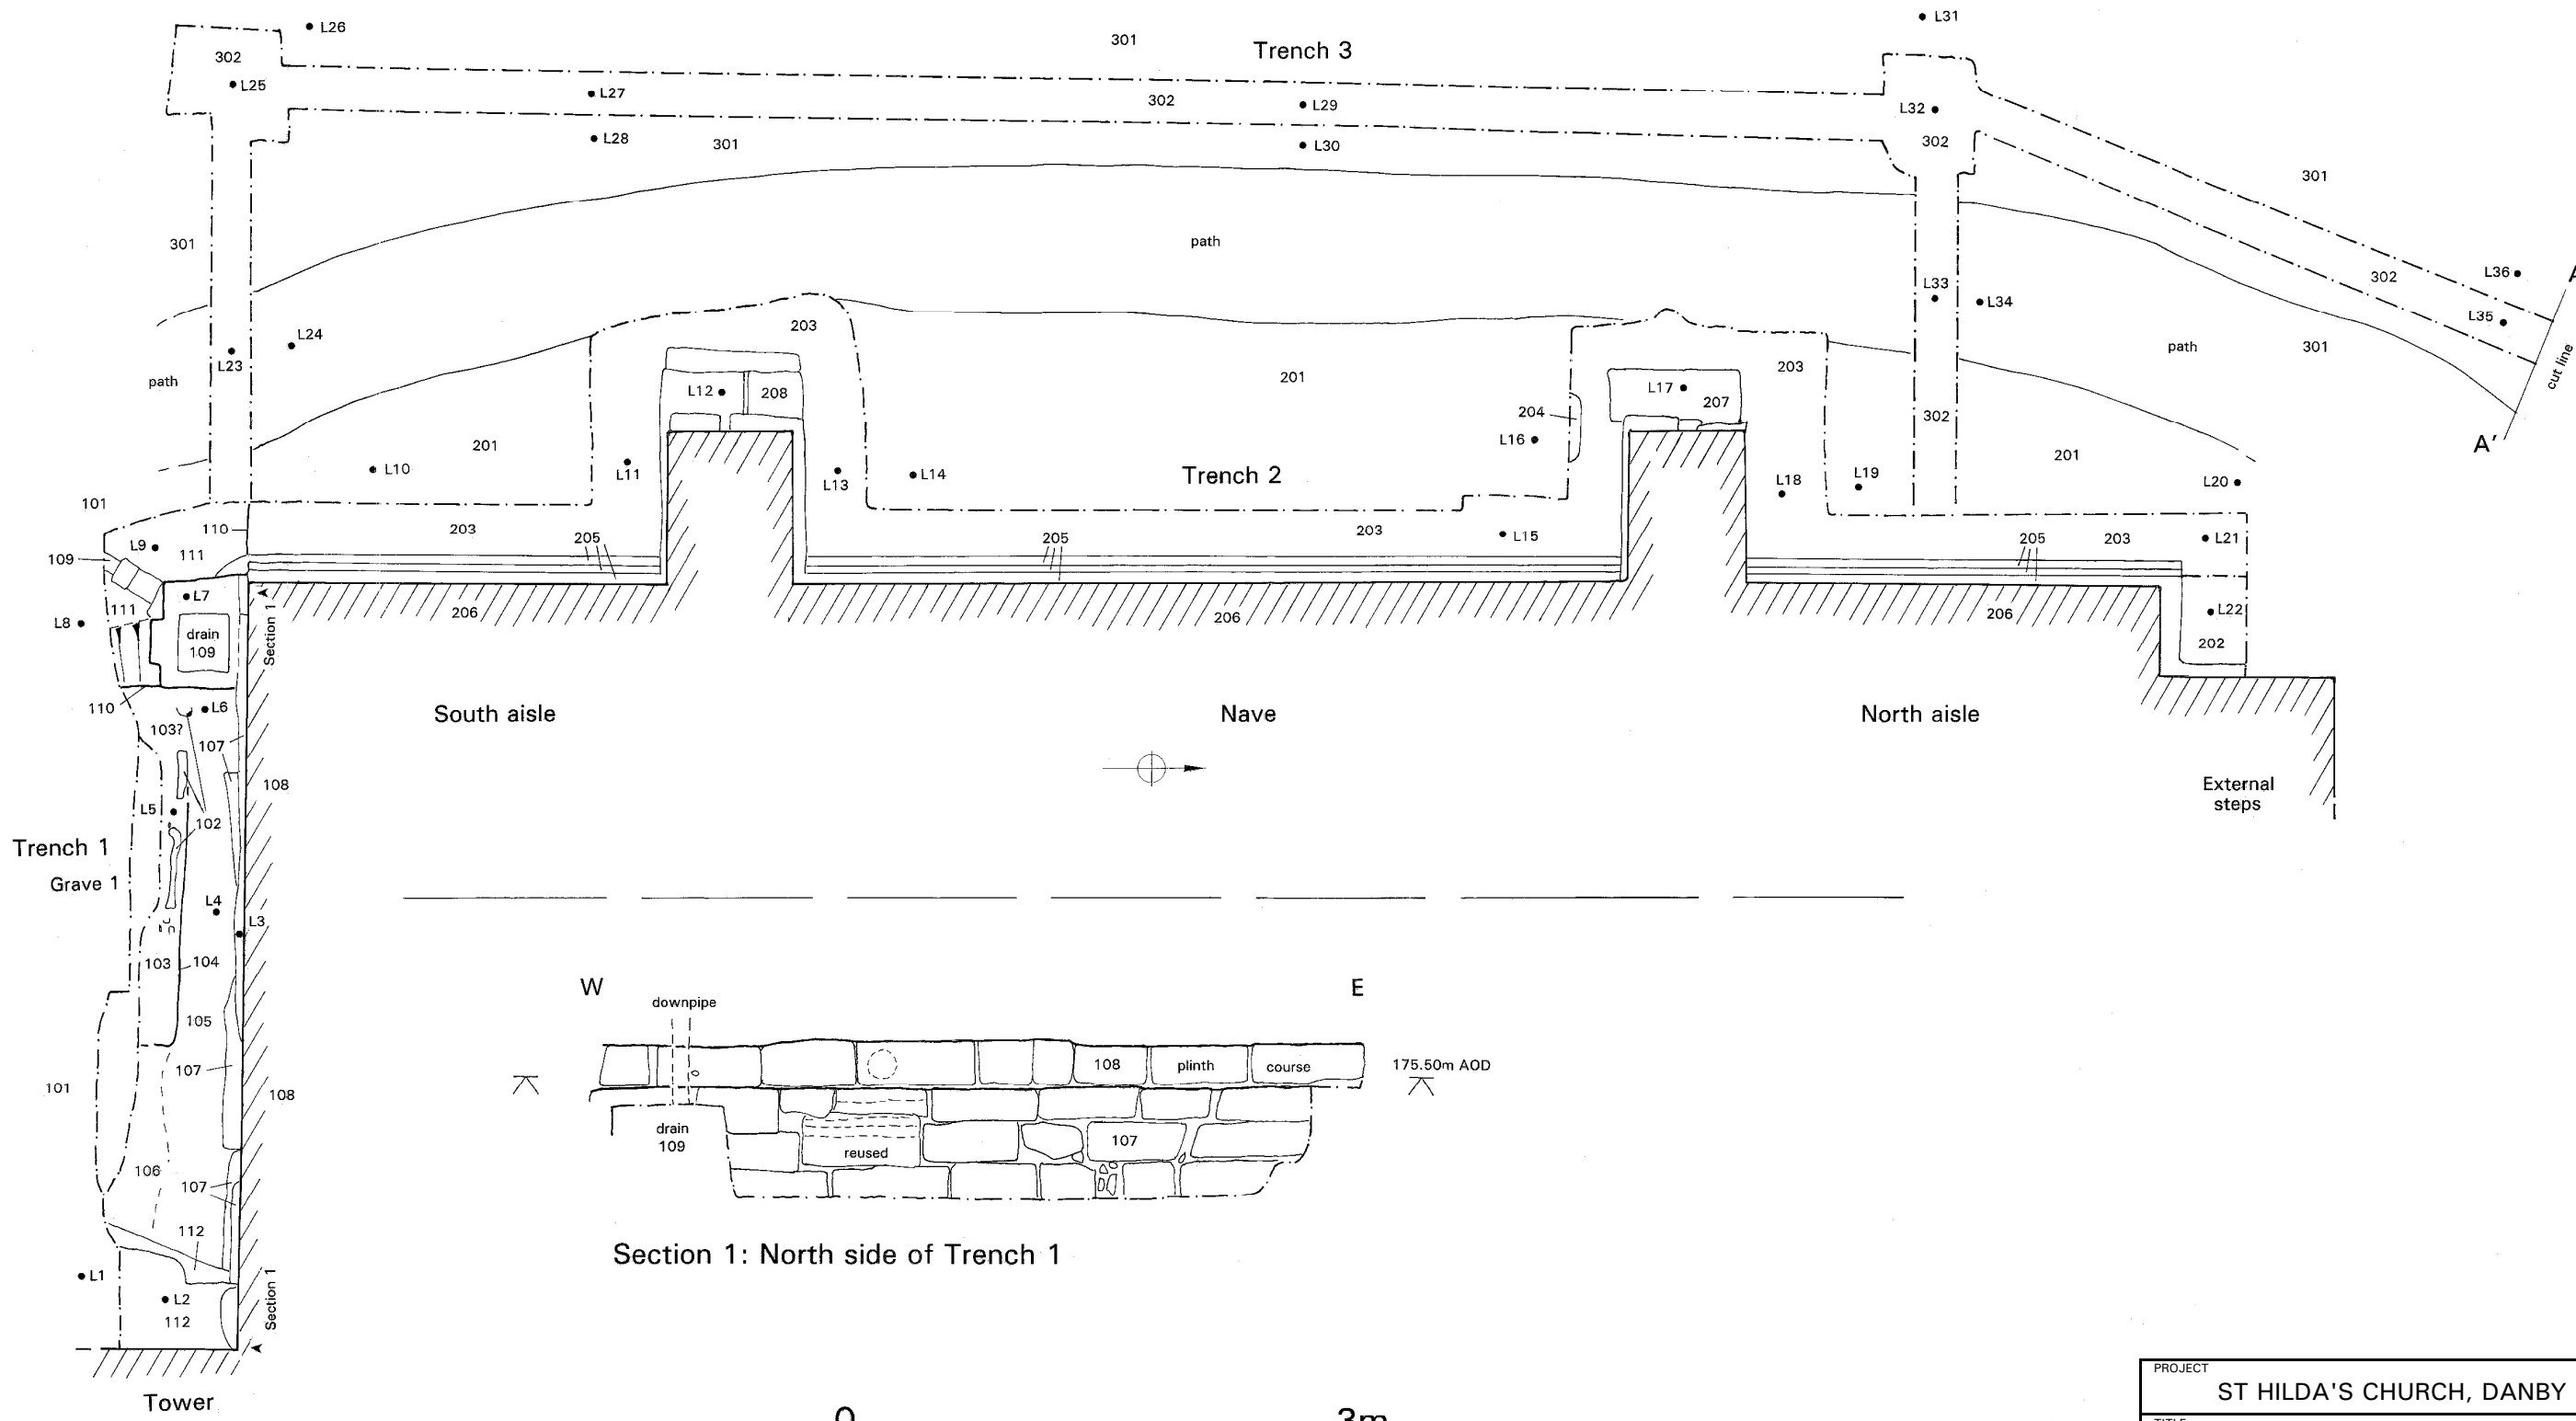 L26
L31
301
Trench 3
302
L25
L27
302
L29
L32
L28
301
L30
302
301
301
path
L36
302
L33
L34
L35
L24
203
L23
path
301
path
201
203
cut line
L12
208
L17
207
204
302
L16
A'
201
L10
L11
L13
L14
Trench 2
L18
L19
201
L20
101
110
203
205
205
203
L15
205
203
L21
L9
111
109
L7
111
L8
206
206
206
L22
drain
109
Section 1
202
110
L6
South aisle
Nave
North aisle
103?
107
108
External
steps
L5
102
Trench 1
Grave 1
L4
L3
103
104
W
E
downpipe
105
107
101
108
108
plinth
course
175.50m AOD
drain
109
107
reused
106
107
112
Section 1: North side of Trench 1
L1
L2
112
Section 1
Tower
0
3m
PROJECT
ST HILDA'S CHURCH, DANBY